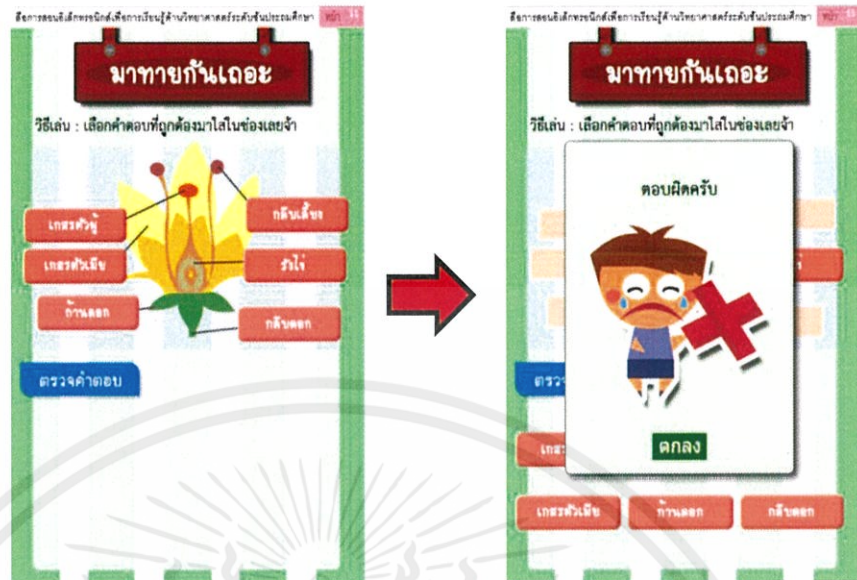 สื่อการสอนอิเล็กทรอนิกส์เพื่อการเรียนรู้ด้านวิทยาศาสตร์ระดับชั้นประถมศึกษา หน้า
มาทายกันเถอะ
วิธีเล่น : เลือกคำตอบที่ถูกต้องมาใส่ในช่องเลยจ้า
เกสรตัวผู้
กลีบเลี้ยง
เกสรตัวเมีย
รังไข่
ก้านดอก
กลีบดอก
ตรวจคำตอบ
สื่อการสอนอิเล็กทรอนิกส์เพื่อการเรียนรู้ด้านวิทยาศาสตร์ระดับชั้นประถมศึกษา หน้า
มาทายกันเถอะ
วิธีเล่น : เลือกคำตอบที่ถูกต้องมาใส่ในช่องเลยจ้า
ตอบผิดครับ
ตกลง
เกสรตัวเมีย
ก้านดอก
กลีบดอก